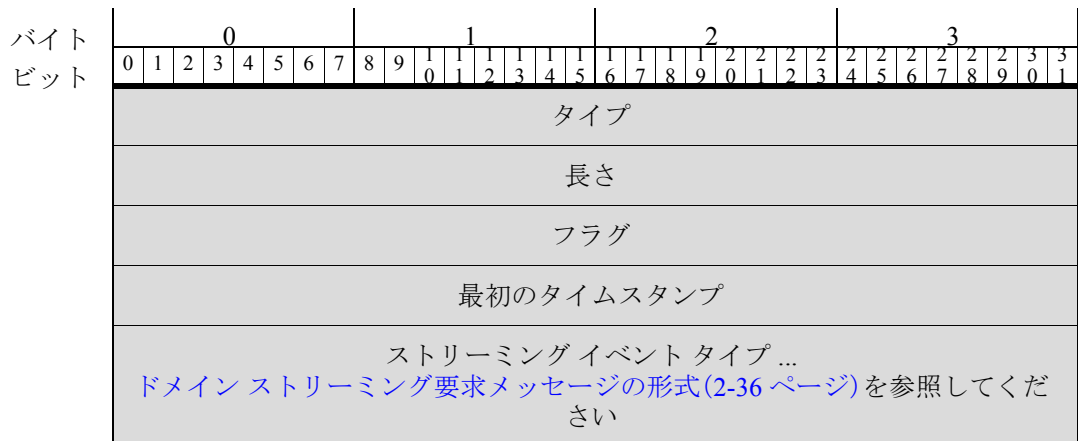 バイト 0 1 2 3
ビット 0 1 2 3 4 5 6 7 8 9 10 11 12 13 14 15 16 17 18 19 20 21 22 23 24 25 26 27 28 29 30 31
タイプ
長さ
フラグ
最初のタイムスタンプ
ストリーミング イベント タイプ ...
ドメイン ストリーミング要求メッセージの形式(2-36 ページ)を参照してくだ
さい